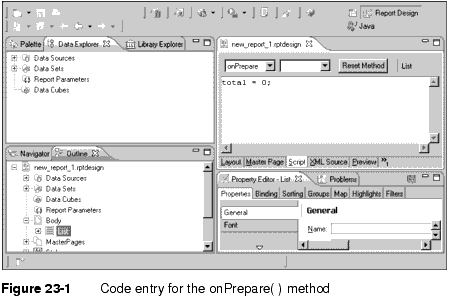 Report Design
Java
Palette Data Explorer Library Explorer
Data Sources
Data Sets
Report Parameters
Data Cubes
new_report_1.rptdesign
onPrepare Reset Method List
total = 0;
Layout Master Page Script XML Source Preview »1
Navigator Outline
new_report_1.rptdesign
Data Sources
Data Sets
Data Cubes
Report Parameters
Body
List
MasterPages
Property Editor - List Problems
Properties Binding Sorting Groups Map Highlights Filters
General
Font
General
Name:
Figure 23-1 Code entry for the onPrepare( ) method